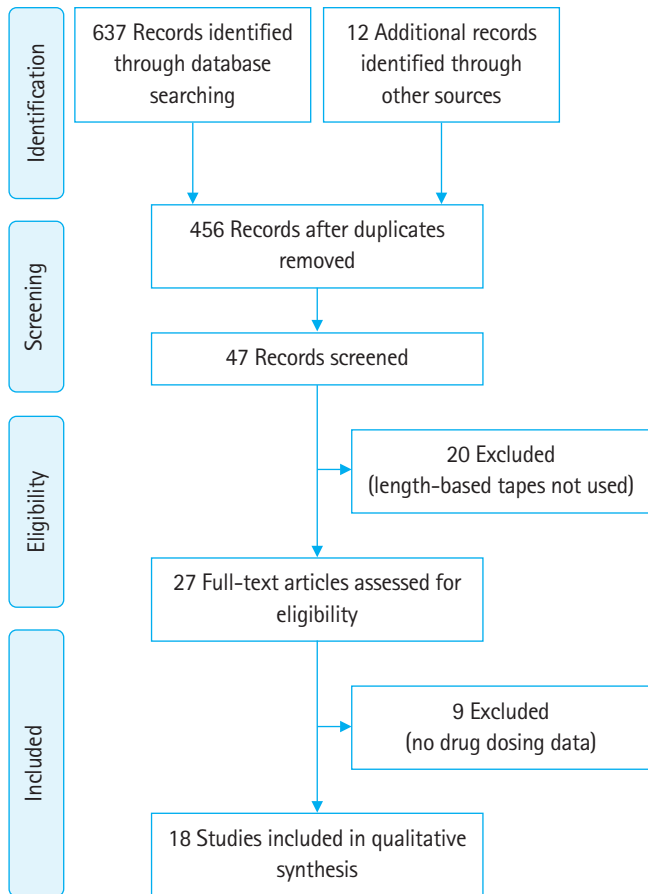 Identification
637 Records identified
through database
searching
12 Additional records
identified through
other sources
Screening
456 Records after duplicates
removed
47 Records screened
Eligibility
20 Excluded
(length-based tapes not used)
27 Full-text articles assessed for
eligibility
Included
9 Excluded
(no drug dosing data)
18 Studies included in qualitative
synthesis